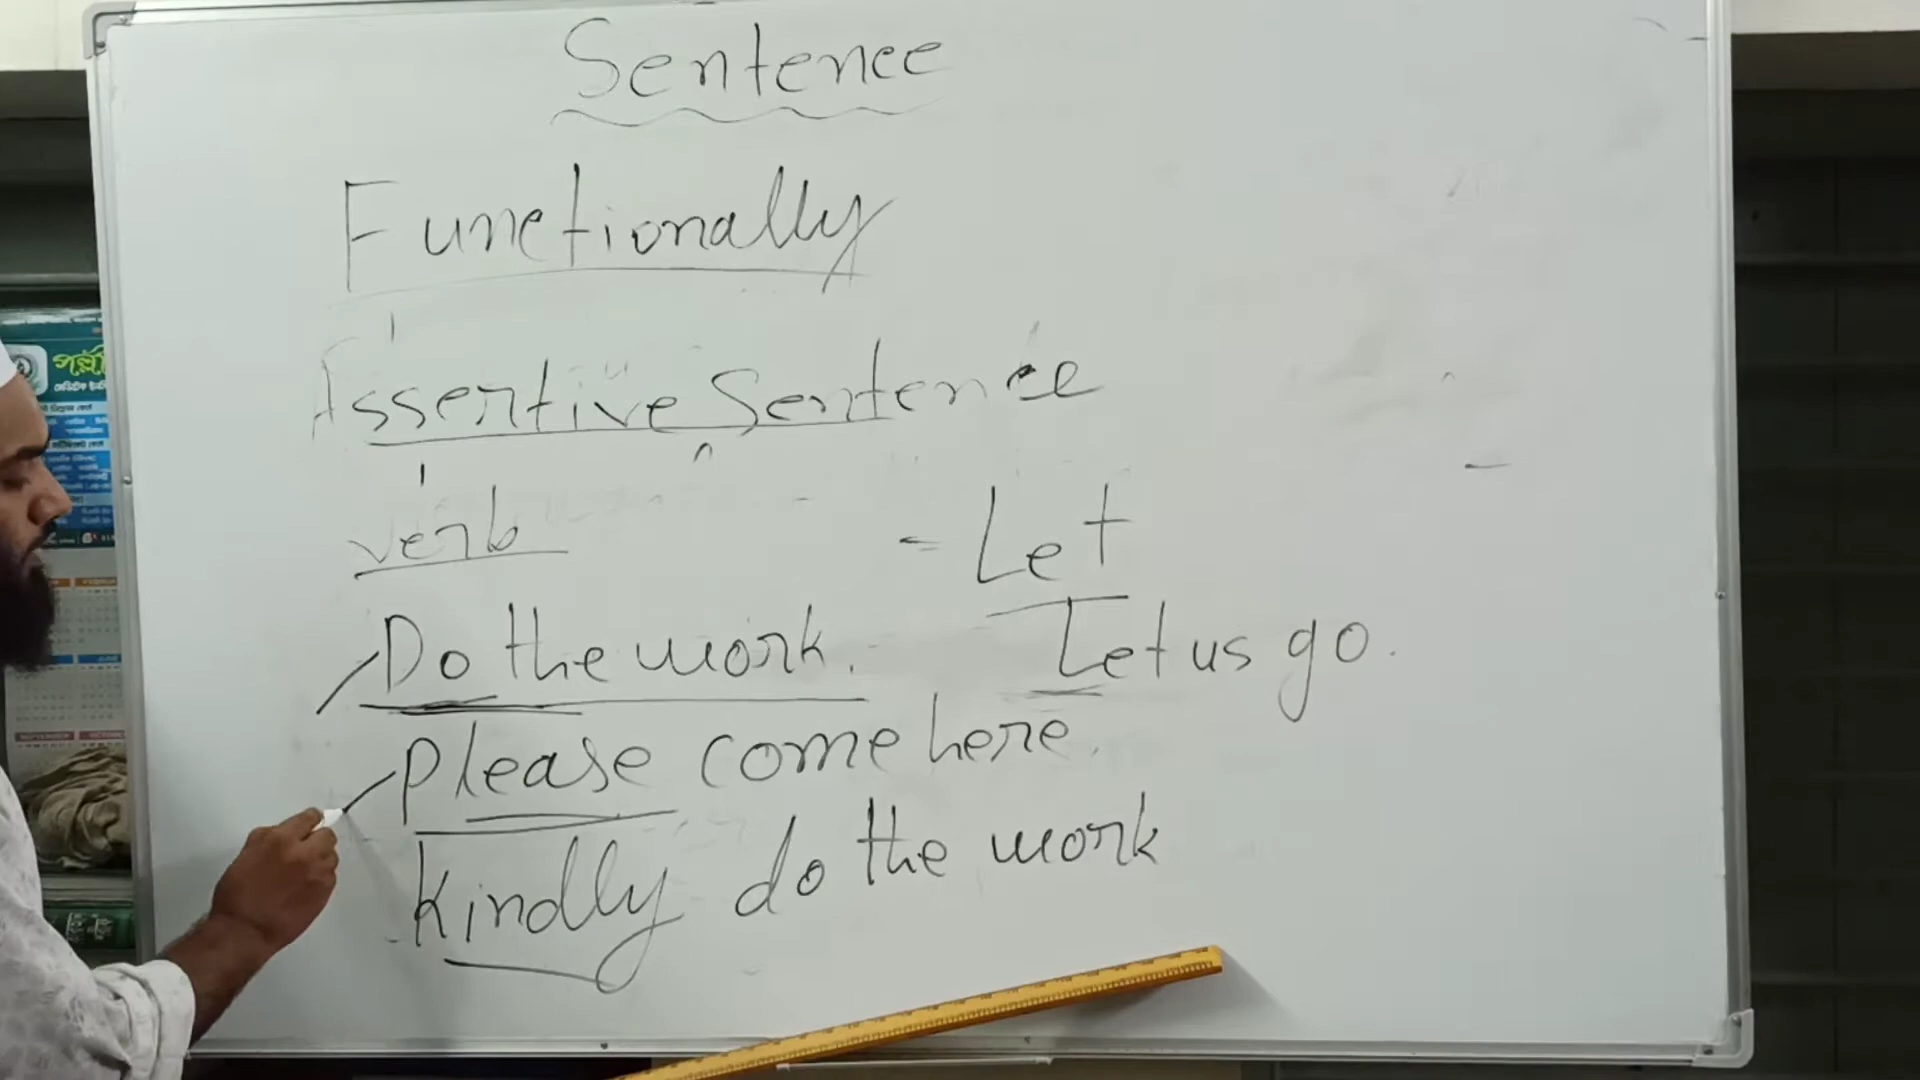 Sentence
Functionally
Assertive Sentence
verb - Let
Do the work. Let us go.
Please come here.
Kindly do the work
পল্লী